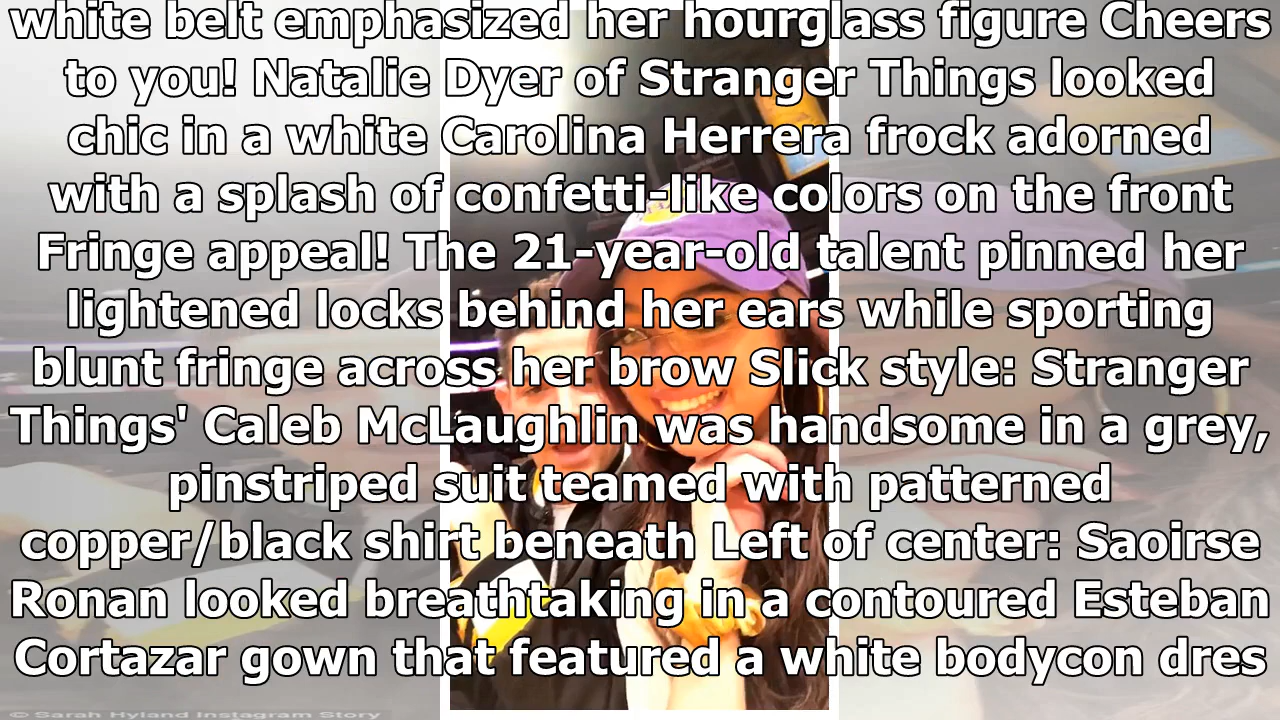 white belt emphasized her hourglass figure Cheers
to you! Natalie Dyer of Stranger Things looked
chic in a white Carolina Herrera frock adorned
with a splash of confetti-like colors on the front
Fringe appeal! The 21-year-old talent pinned her
lightened locks behind her ears while sporting
blunt fringe across her brow Slick style: Stranger
Things' Caleb McLaughlin was handsome in a grey,
pinstriped suit teamed with patterned
copper/black shirt beneath Left of center: Saoirse
Ronan looked breathtaking in a contoured Esteban
Cortazar gown that featured a white bodycon dres
© Sarah Hyland Instagram Story